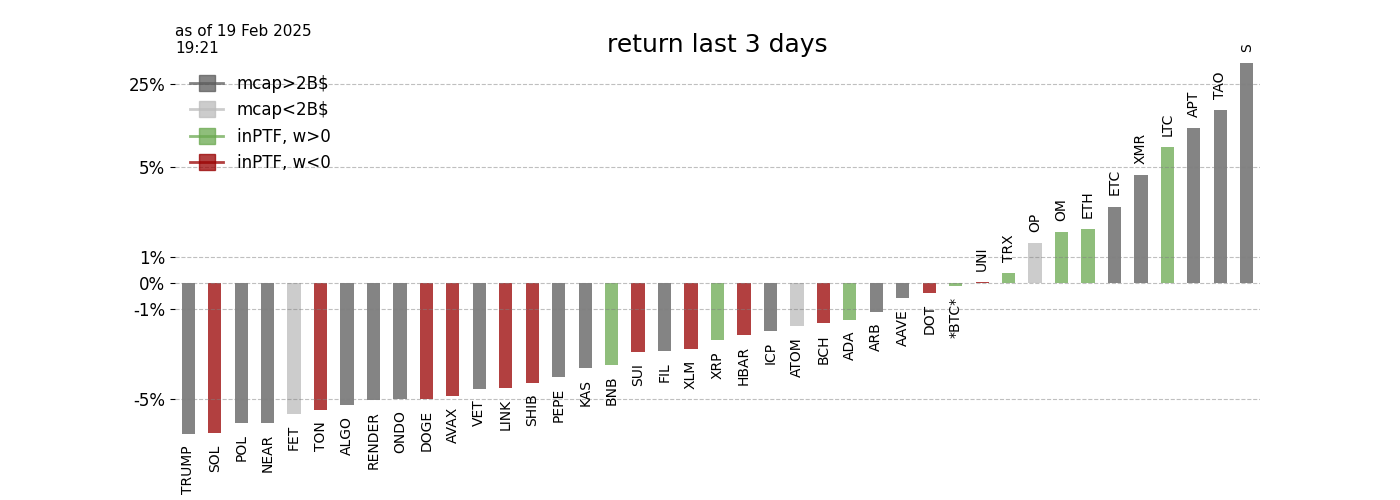 as of 19 Feb 2025
19:21
return last 3 days
mcap>2B$
mcap<2B$
inPTF, w>0
inPTF, w<0
25%
5%
1%
0%
-1%
-5%
TRUMP
SOL
POL
NEAR
FET
TON
ALGO
RENDER
ONDO
DOGE
AVAX
VET
LINK
SHIB
PEPE
KAS
BNB
SUI
FIL
XLM
XRP
HBAR
ICP
ATOM
BCH
ADA
ARB
AAVE
DOT
*BTC*
UNI
TRX
OP
OM
ETH
ETC
XMR
LTC
APT
TAO
S